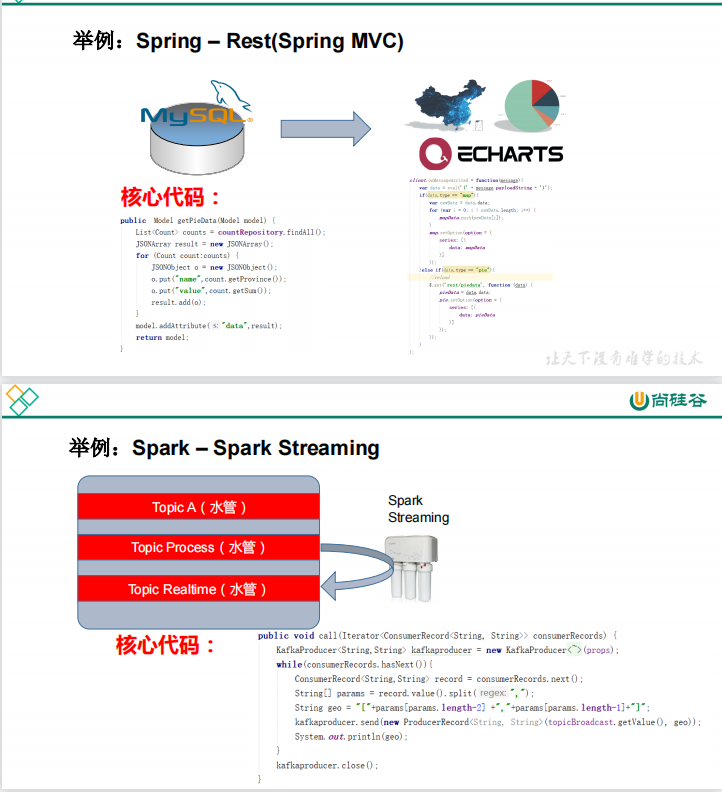 举例：Spring – Rest(Spring MVC)
MySQL
ECHARTS
核心代码：
public Model getPieData(Model model) {
List<Count> counts = countRepository.findAll();
JSONArray result = new JSONArray();
for (Count count:counts) {
JSONObject o = new JSONObject();
o.put("name",count.getProvince());
o.put("value",count.getSum());
result.add(o);
}
model.addAttribute( s: "data",result);
return model;
}
client.onMessageArrived = function(message){
var data = eval("(" + message.payloadString + ")");
if(data.type == "map"){
var newData = data.data;
for (var i = 0; i < newData.length; i++) {
mapData.push(newData[i]);
}
map.setOption(option = {
series: [{
data: mapData
}]
});
}else if(data.type == "pie"){
//reload
$.get("rest/piedata", function (data) {
pieData = data.data;
pie.setOption(option = {
series: [{
data: pieData
}]
});
});
}
};
让天下没有难学的技术
尚硅谷
举例：Spark – Spark Streaming
Topic A（水管）
Topic Process（水管）
Topic Realtime（水管）
Spark
Streaming
核心代码：
public void call(Iterator<ConsumerRecord<String, String>> consumerRecords) {
KafkaProducer<String,String> kafkaproducer = new KafkaProducer<~>(props);
while(consumerRecords.hasNext()){
ConsumerRecord<String,String> record = consumerRecords.next();
String[] params = record.value().split( regex: ",");
String geo = "["+params[params.length-2] +","+params[params.length-1]+"]";
kafkaproducer.send(new ProducerRecord<String, String>(topicBroadcast.getValue(), geo));
System.out.println(geo);
}
kafkaproducer.close();
}